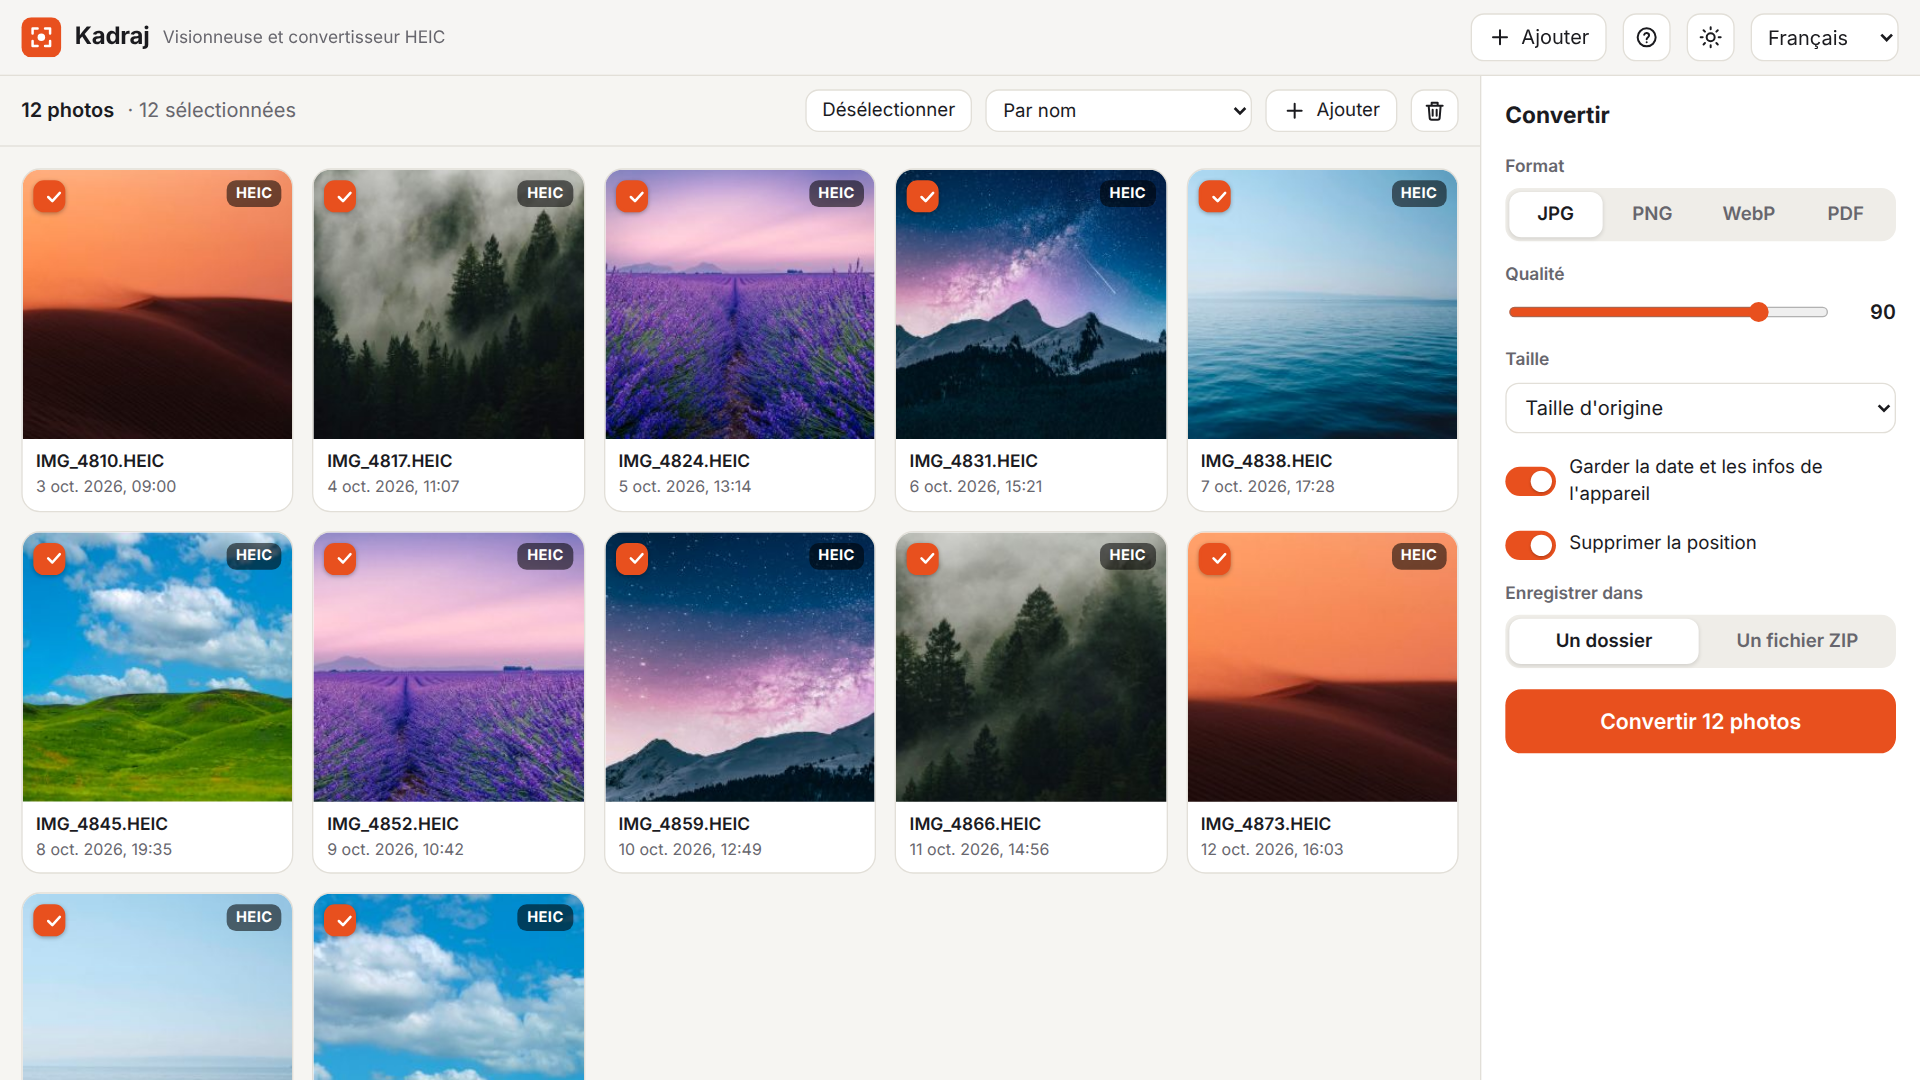 Kadraj
Visionneuse et convertisseur HEIC
Ajouter
Français
12 photos · 12 sélectionnées
Désélectionner
Par nom
Ajouter
HEIC
HEIC
HEIC
HEIC
HEIC
IMG_4810.HEIC
3 oct. 2026, 09:00
IMG_4817.HEIC
4 oct. 2026, 11:07
IMG_4824.HEIC
5 oct. 2026, 13:14
IMG_4831.HEIC
6 oct. 2026, 15:21
IMG_4838.HEIC
7 oct. 2026, 17:28
HEIC
HEIC
HEIC
HEIC
HEIC
IMG_4845.HEIC
8 oct. 2026, 19:35
IMG_4852.HEIC
9 oct. 2026, 10:42
IMG_4859.HEIC
10 oct. 2026, 12:49
IMG_4866.HEIC
11 oct. 2026, 14:56
IMG_4873.HEIC
12 oct. 2026, 16:03
HEIC
HEIC
Convertir
Format
JPG
PNG
WebP
PDF
Qualité
90
Taille
Taille d'origine
Garder la date et les infos de
l'appareil
Supprimer la position
Enregistrer dans
Un dossier
Un fichier ZIP
Convertir 12 photos